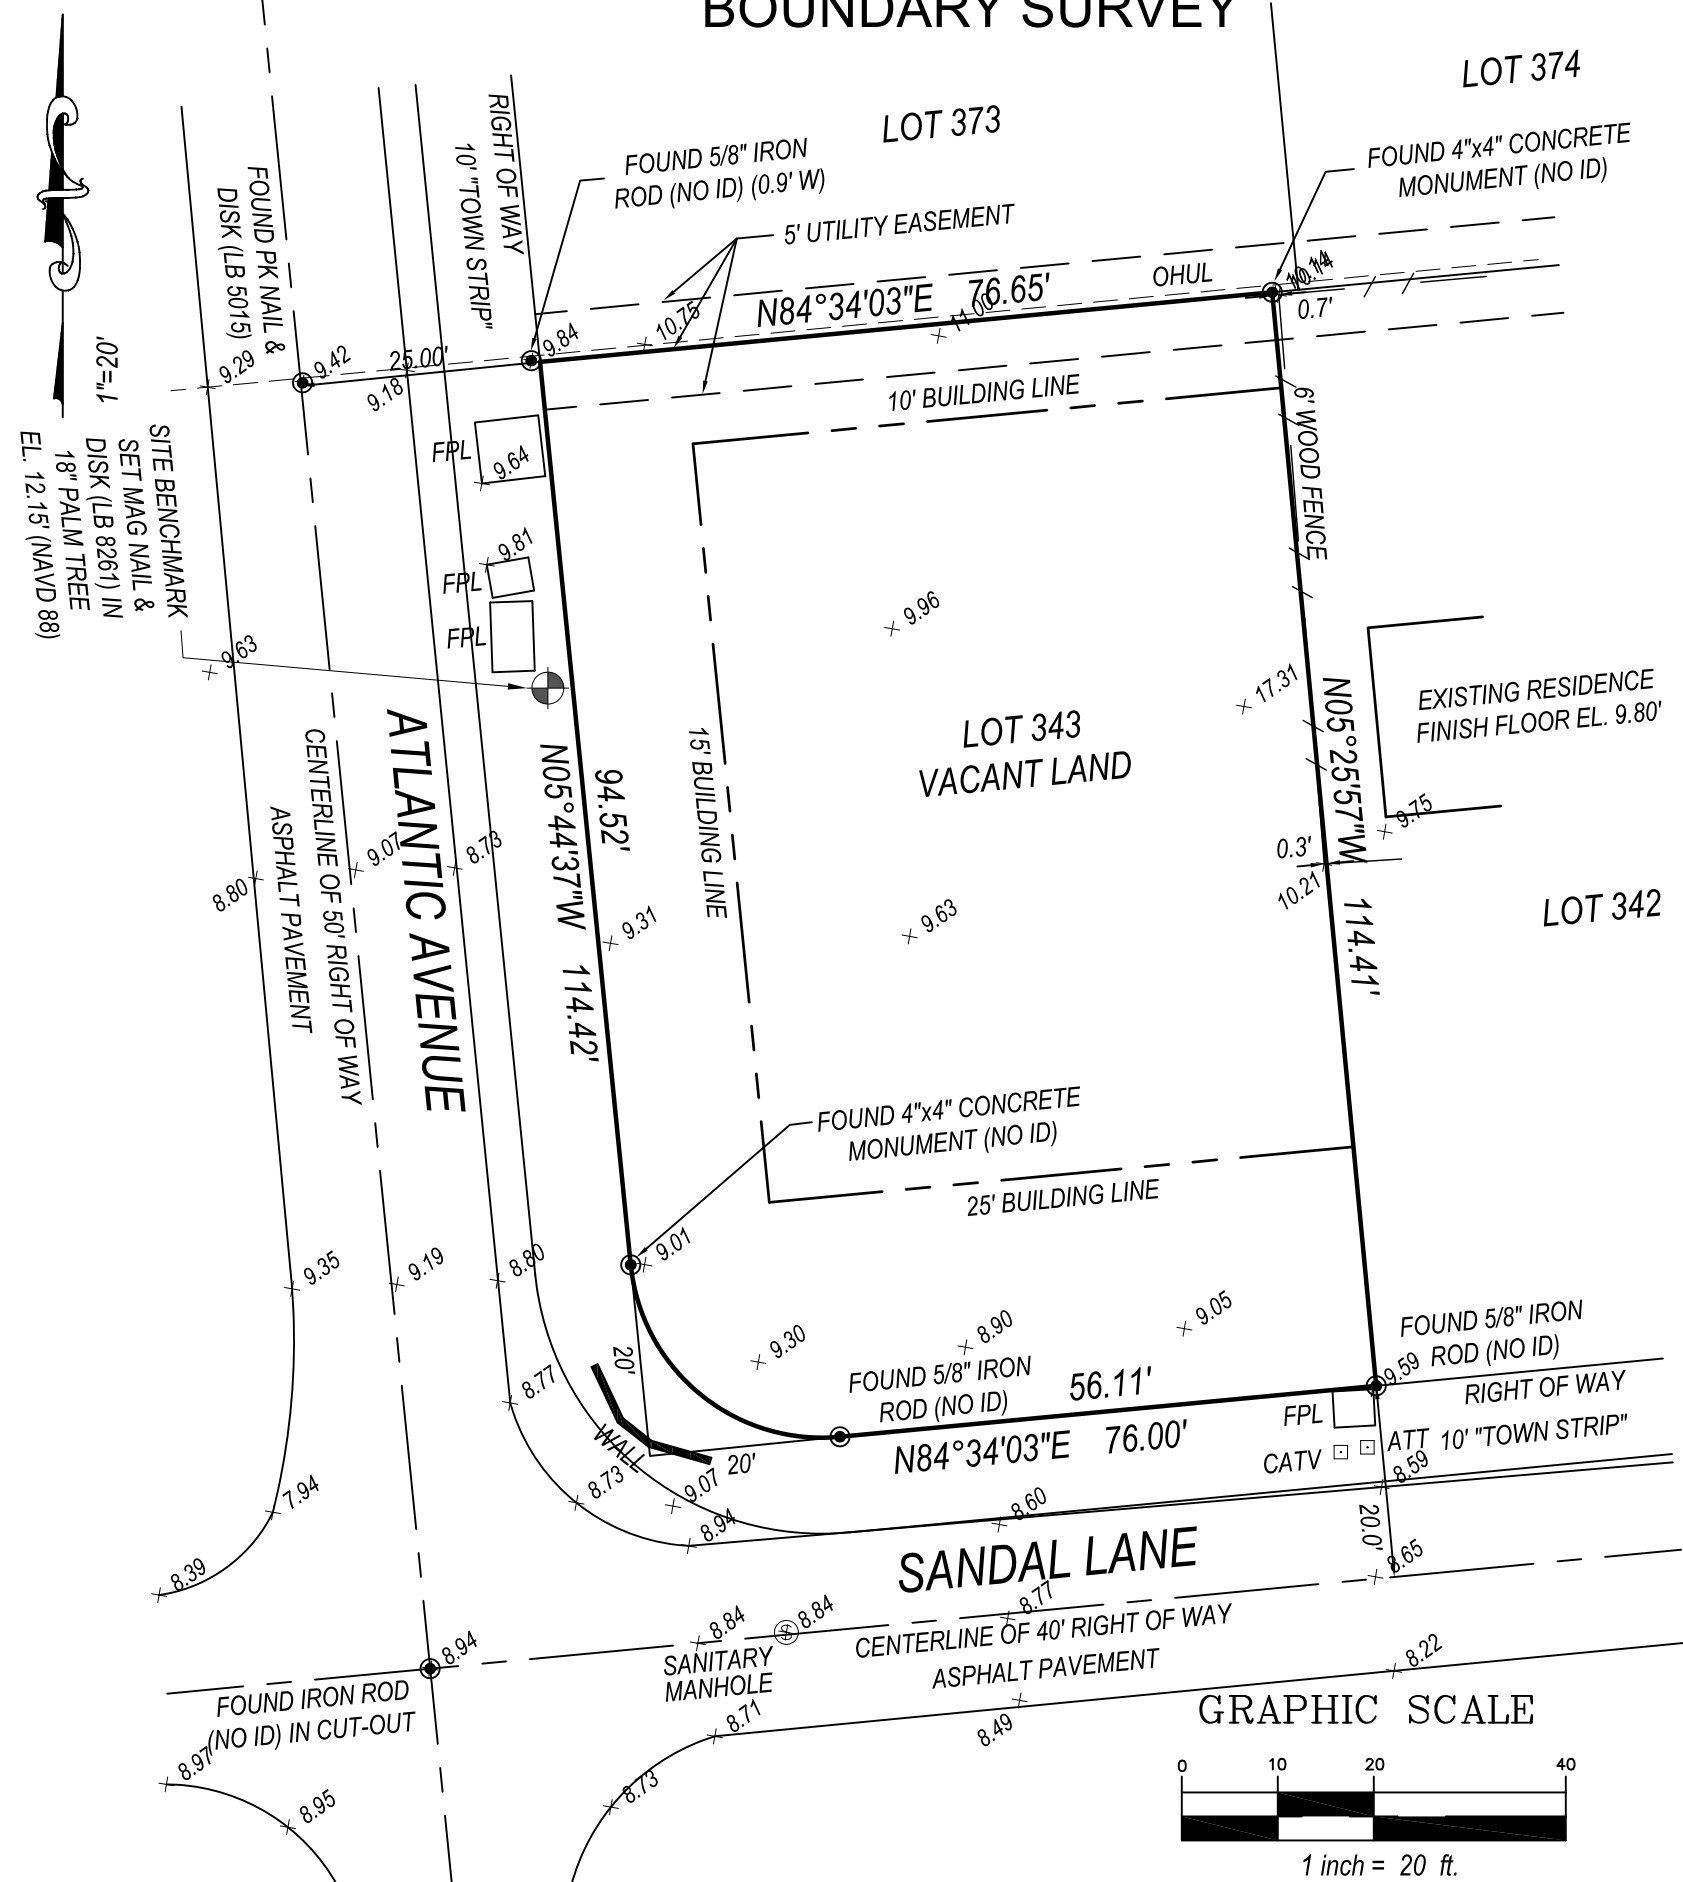 BOUNDARY SURVEY
LOT 374
LOT 373
FOUND 4"x4" CONCRETE
MONUMENT (NO ID)
FOUND 5/8" IRON
ROD (NO ID) (0.9' W)
RIGHT OF WAY
10' "TOWN STRIP"
FOUND PK NAIL &
DISK (LB 5015)
5' UTILITY EASEMENT
OHUL
N84°34'03"E 76.65'
11.00
10.75
0.7'
1"=20'
9.29
9.42
25.00'
9.18
9.84
10' BUILDING LINE
6' WOOD FENCE
SITE BENCHMARK
SET MAG NAIL &
DISK (LB 8261) IN
18" PALM TREE
EL. 12.15' (NAVD 88)
FPL
9.64
9.81
FPL
FPL
9.63
9.96
17.31
LOT 343
VACANT LAND
EXISTING RESIDENCE
FINISH FLOOR EL. 9.80'
9.75
15' BUILDING LINE
ATLANTIC AVENUE
CENTERLINE OF 50' RIGHT OF WAY
ASPHALT PAVEMENT
94.52'
N05°44'37"W 114.42'
N05°25'57"W 114.41'
0.3'
10.21
LOT 342
8.80
9.07
8.73
9.31
9.63
FOUND 4"x4" CONCRETE
MONUMENT (NO ID)
25' BUILDING LINE
9.35
9.19
8.80
9.01
9.30
8.90
9.05
20'
8.77
FOUND 5/8" IRON
ROD (NO ID)
56.11'
N84°34'03"E 76.00'
FOUND 5/8" IRON
ROD (NO ID)
9.59
RIGHT OF WAY
10' "TOWN STRIP"
FPL
CATV
ATT
8.59
WALL
20'
8.73
9.07
8.94
8.60
7.94
8.39
SANDAL LANE
20.0'
8.65
8.84
8.84
8.77
SANITARY
MANHOLE
CENTERLINE OF 40' RIGHT OF WAY
ASPHALT PAVEMENT
8.94
FOUND IRON ROD
(NO ID) IN CUT-OUT
8.22
8.71
8.49
8.97
8.95
8.73
GRAPHIC SCALE
0 10 20 40
1 inch = 20 ft.